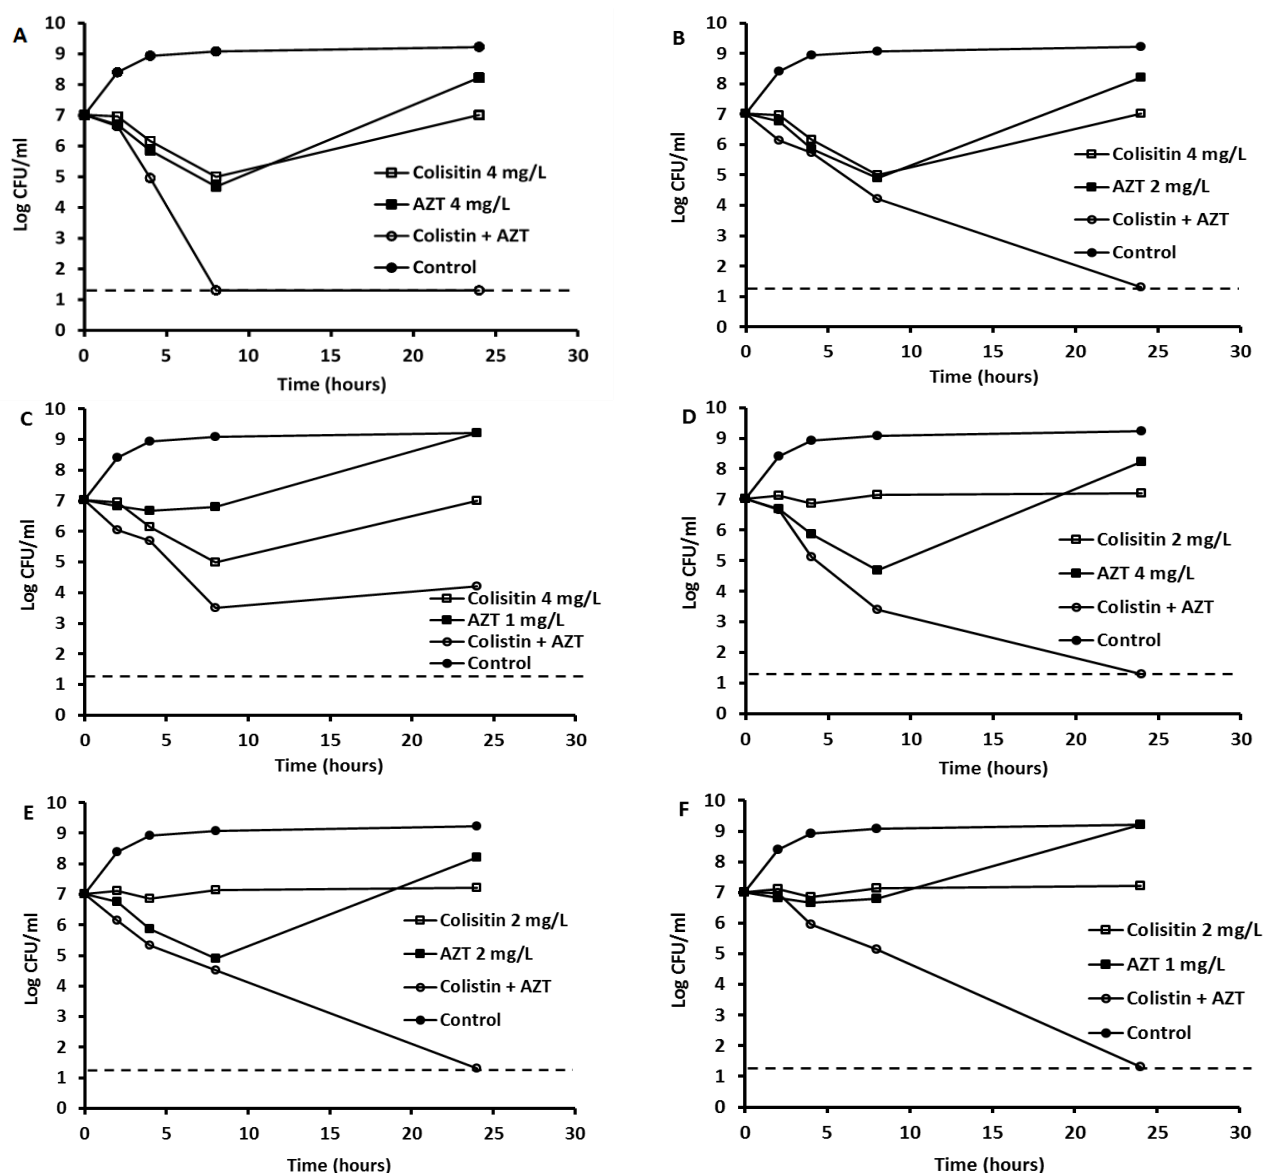 A
10
9
8
7
6
5
4
3
2
1
0
Log CFU/ml
Colisitin 4 mg/L
AZT 4 mg/L
Colistin + AZT
Control
0 5 10 15 20 25 30
Time (hours)
B
10
9
8
7
6
5
4
3
2
1
0
Log CFU/ml
Colisitin 4 mg/L
AZT 2 mg/L
Colistin + AZT
Control
0 5 10 15 20 25 30
Time (hours)
C
10
9
8
7
6
5
4
3
2
1
0
Log CFU/ml
Colisitin 4 mg/L
AZT 1 mg/L
Colistin + AZT
Control
0 5 10 15 20 25 30
Time (hours)
D
10
9
8
7
6
5
4
3
2
1
0
Log CFU/ml
Colisitin 2 mg/L
AZT 4 mg/L
Colistin + AZT
Control
0 5 10 15 20 25 30
Time (hours)
E
10
9
8
7
6
5
4
3
2
1
0
Log CFU/ml
Colisitin 2 mg/L
AZT 2 mg/L
Colistin + AZT
Control
0 5 10 15 20 25 30
Time (hours)
F
10
9
8
7
6
5
4
3
2
1
0
Log CFU/ml
Colisitin 2 mg/L
AZT 1 mg/L
Colistin + AZT
Control
0 5 10 15 20 25 30
Time (hours)